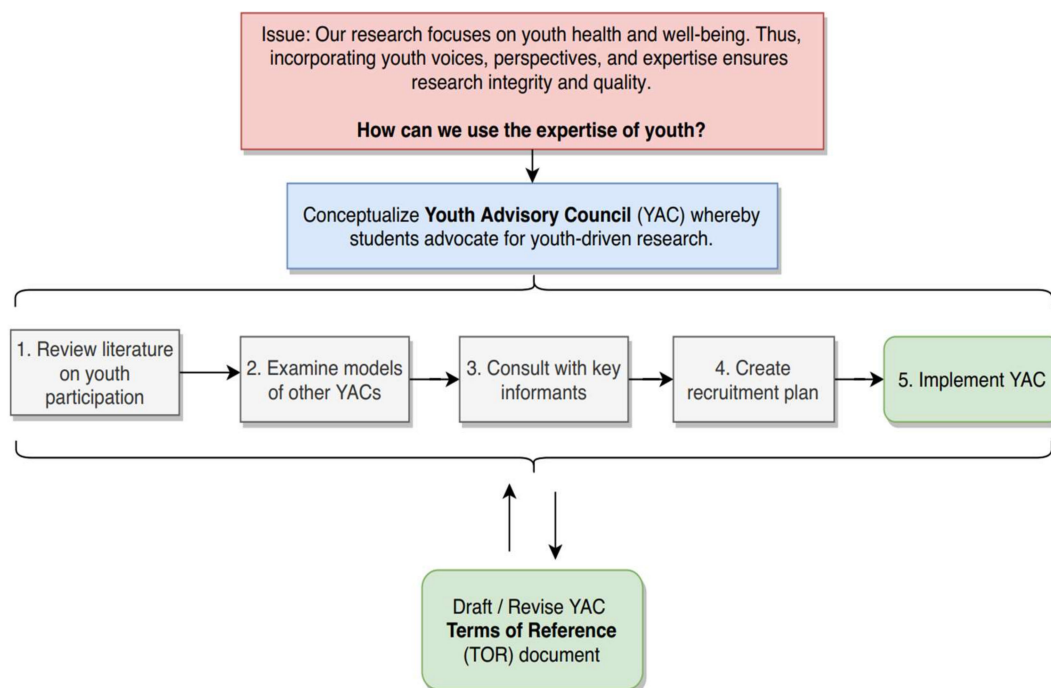 Issue: Our research focuses on youth health and well-being. Thus,
incorporating youth voices, perspectives, and expertise ensures
research integrity and quality.
How can we use the expertise of youth?
Conceptualize Youth Advisory Council (YAC) whereby
students advocate for youth-driven research.
1. Review literature
on youth
participation
2. Examine models
of other YACs
3. Consult with key
informants
4. Create
recruitment plan
5. Implement YAC
Draft / Revise YAC
Terms of Reference
(TOR) document